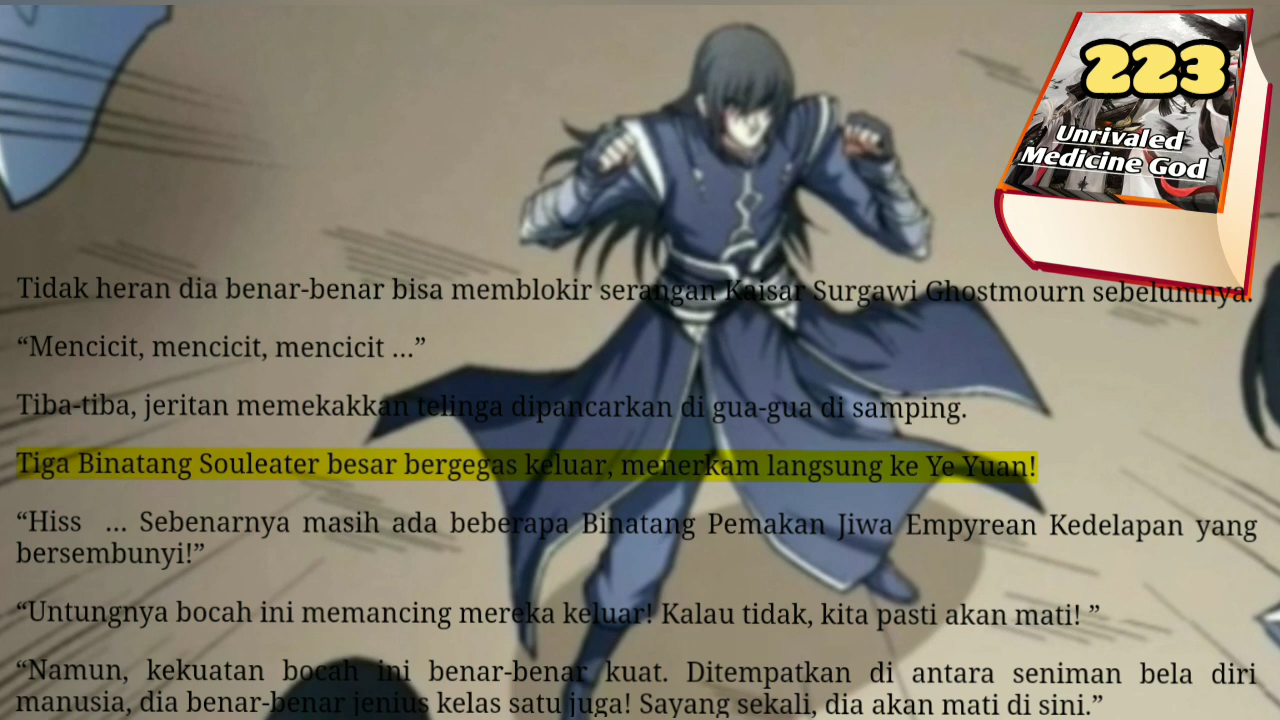 223
Unrivaled
Medicine God
Tidak heran dia benar-benar bisa memblokir serangan Kaisar Surgawi Ghostmourn sebelumnya.
“Mencicit, mencicit, mencicit ...”
Tiba-tiba, jeritan memekakkan telinga dipancarkan di gua-gua di samping.
Tiga Binatang Souleater besar bergegas keluar, menerkam langsung ke Ye Yuan!
“Hiss ... Sebenarnya masih ada beberapa Binatang Pemakan Jiwa Empyrean Kedelapan yang
bersembunyi!”
“Untungnya bocah ini memancing mereka keluar! Kalau tidak, kita pasti akan mati! ”
“Namun, kekuatan bocah ini benar-benar kuat. Ditempatkan di antara seniman bela diri
manusia, dia benar-benar jenius kelas satu juga! Sayang sekali, dia akan mati di sini.”